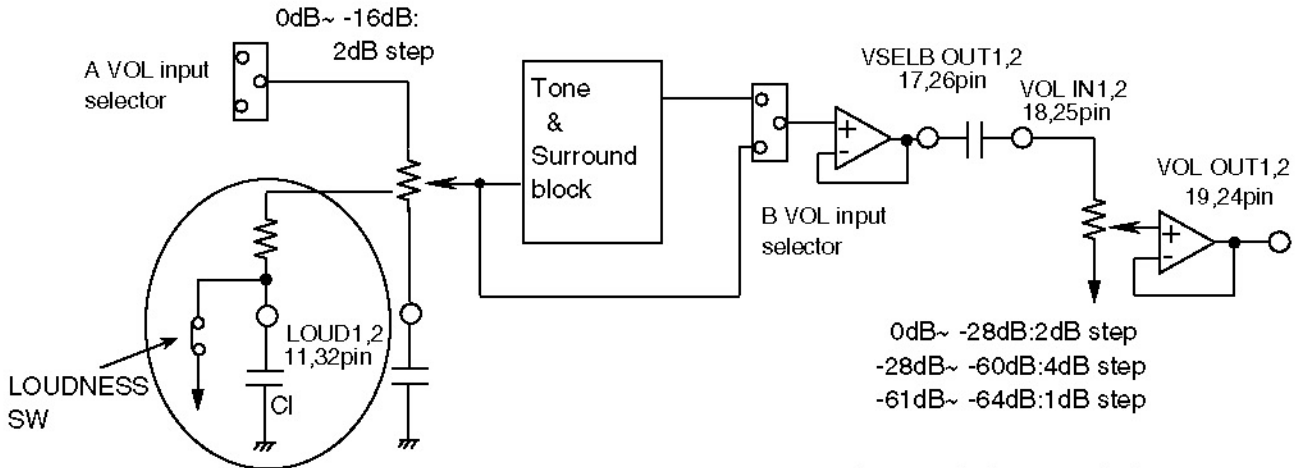 0dB~ -16dB:
2dB step
A VOL input
selector
Tone
&
Surround
block
VSELB OUT1,2
17,26pin
VOL IN1,2
18,25pin
VOL OUT1,2
19,24pin
B VOL input
selector
LOUD1,2
11,32pin
LOUDNESS
SW
Cl
0dB~ -28dB:2dB step
-28dB~ -60dB:4dB step
-61dB~ -64dB:1dB step